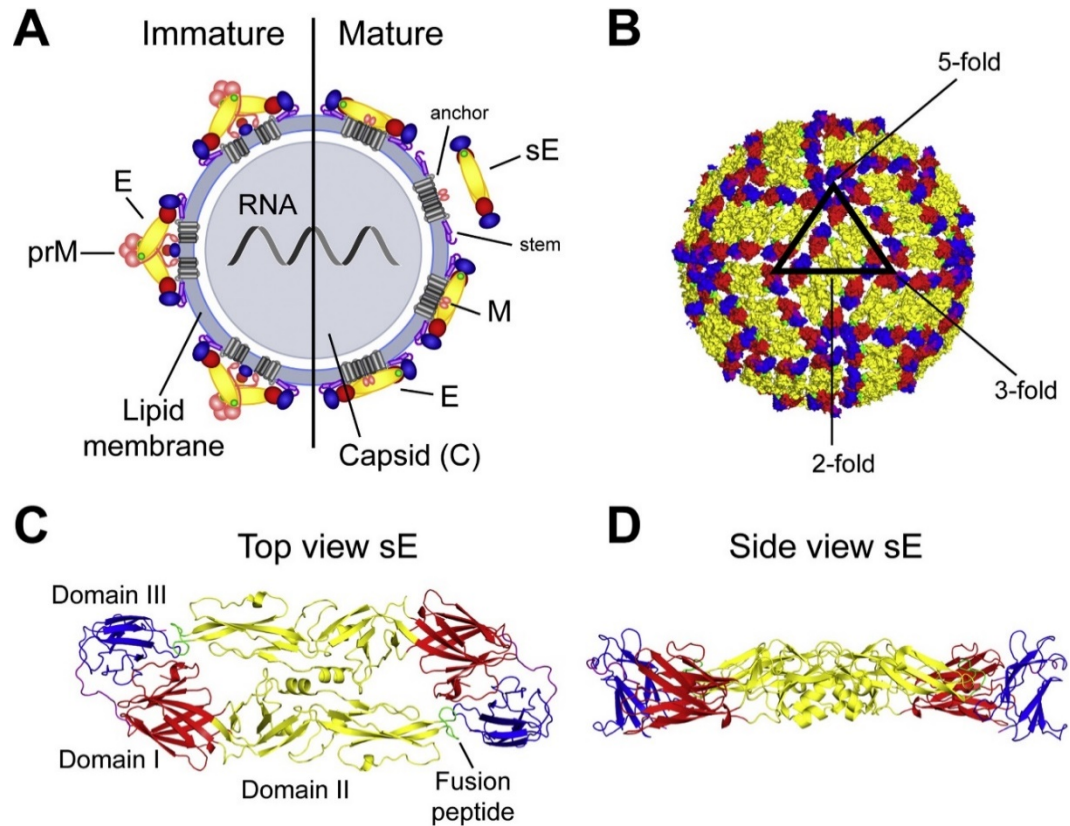 A
Immature
Mature
anchor
sE
E
RNA
prM
stem
M
E
Lipid
membrane
Capsid (C)
B
5-fold
3-fold
2-fold
C
Top view sE
Domain III
Domain I
Domain II
Fusion
peptide
D
Side view sE